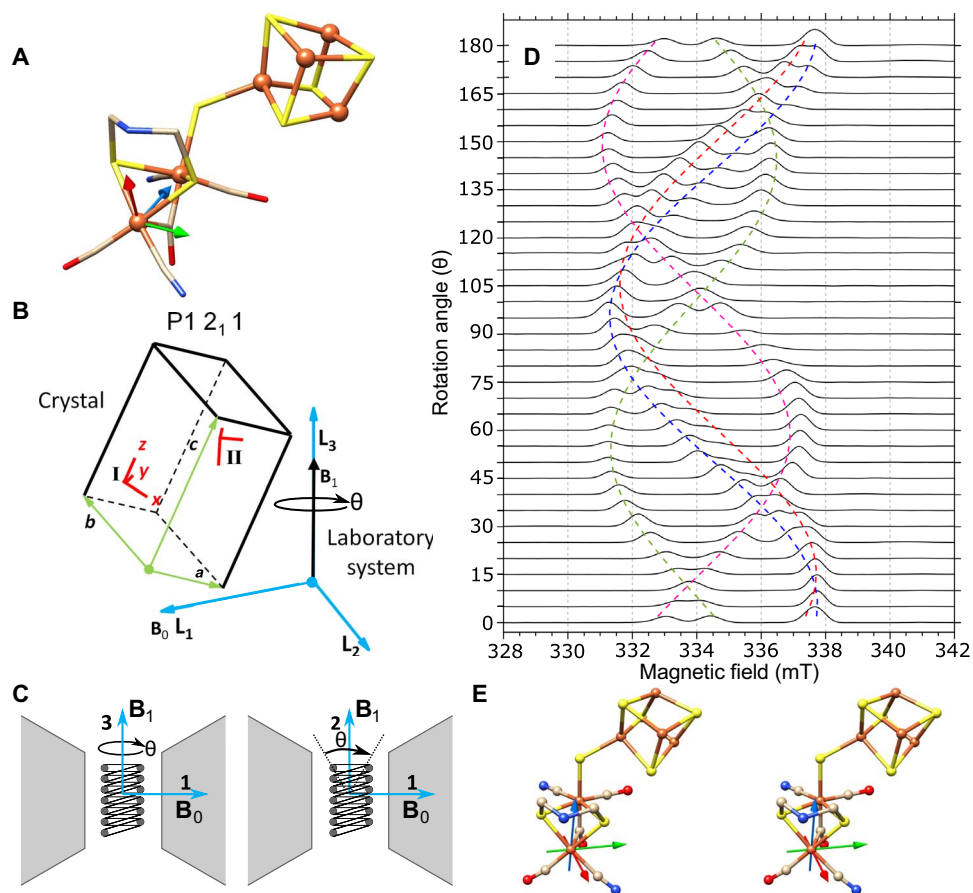 A
B
P1 2₁ 1
Crystal
c
z
I
y
x
II
b
a
L₃
B₁
θ
Laboratory
system
B₀ L₁
L₂
C
3 B₁
θ
1
B₀
2 B₁
θ
1
B₀
D
Rotation angle (θ)
180
165
150
135
120
105
90
75
60
45
30
15
0
328 330 332 334 336 338 340 342
Magnetic field (mT)
E